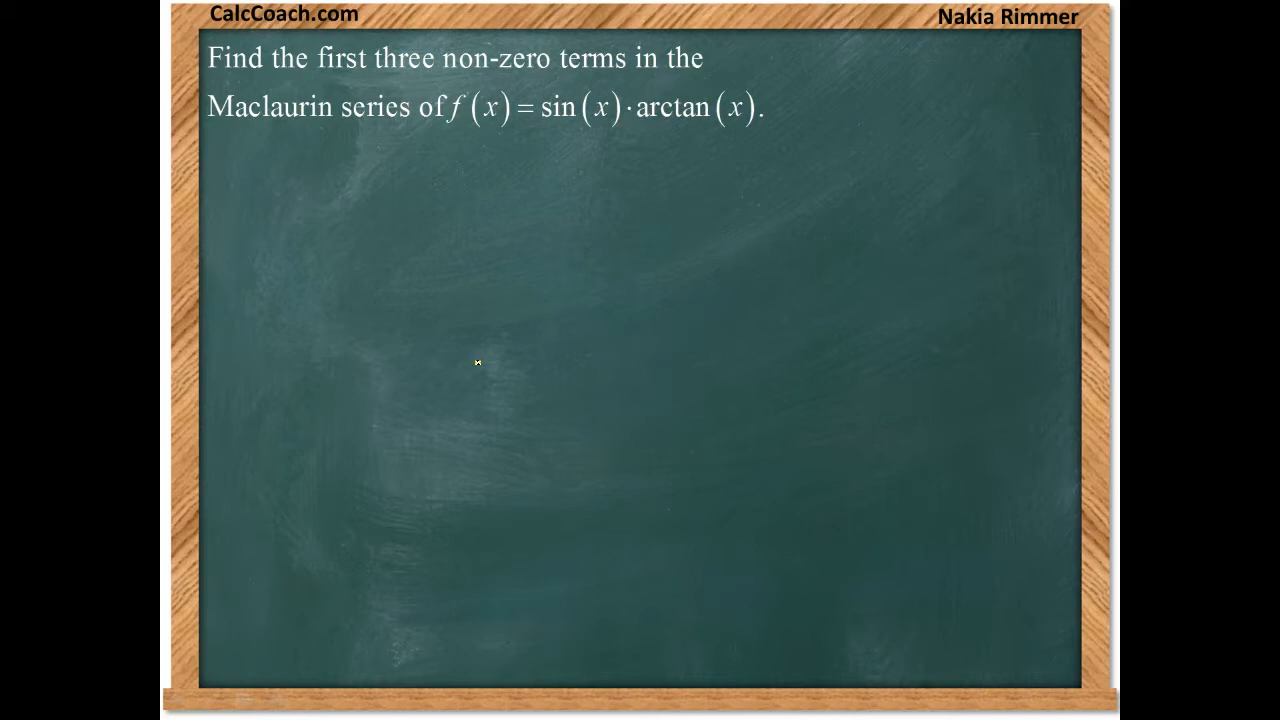 CalcCoach.com
Nakia Rimmer
Find the first three non-zero terms in the
Maclaurin series of f (x) = sin (x) · arctan (x).